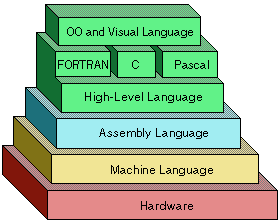 OO and Visual Language
FORTRAN C Pascal
High-Level Language
Assembly Language
Machine Language
Hardware